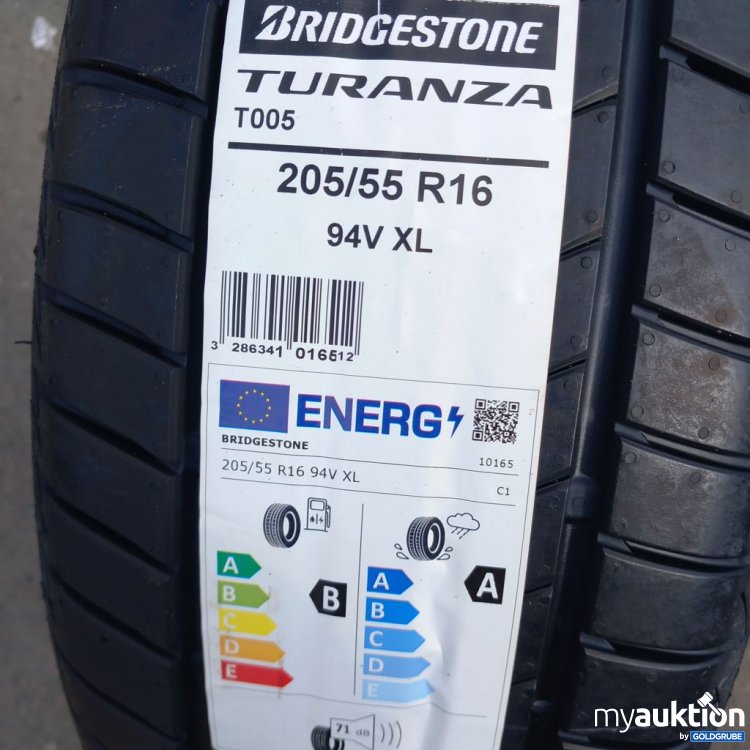 BRIDGESTONE
TURANZA
T005
205/55 R16
94V XL
3 286341 016512
ENERG
BRIDGESTONE
10165
205/55 R16 94V XL
C1
A
B
C
D
E
B
A
B
C
D
E
A
71 dB
myauktion
by GOLDGRUBE